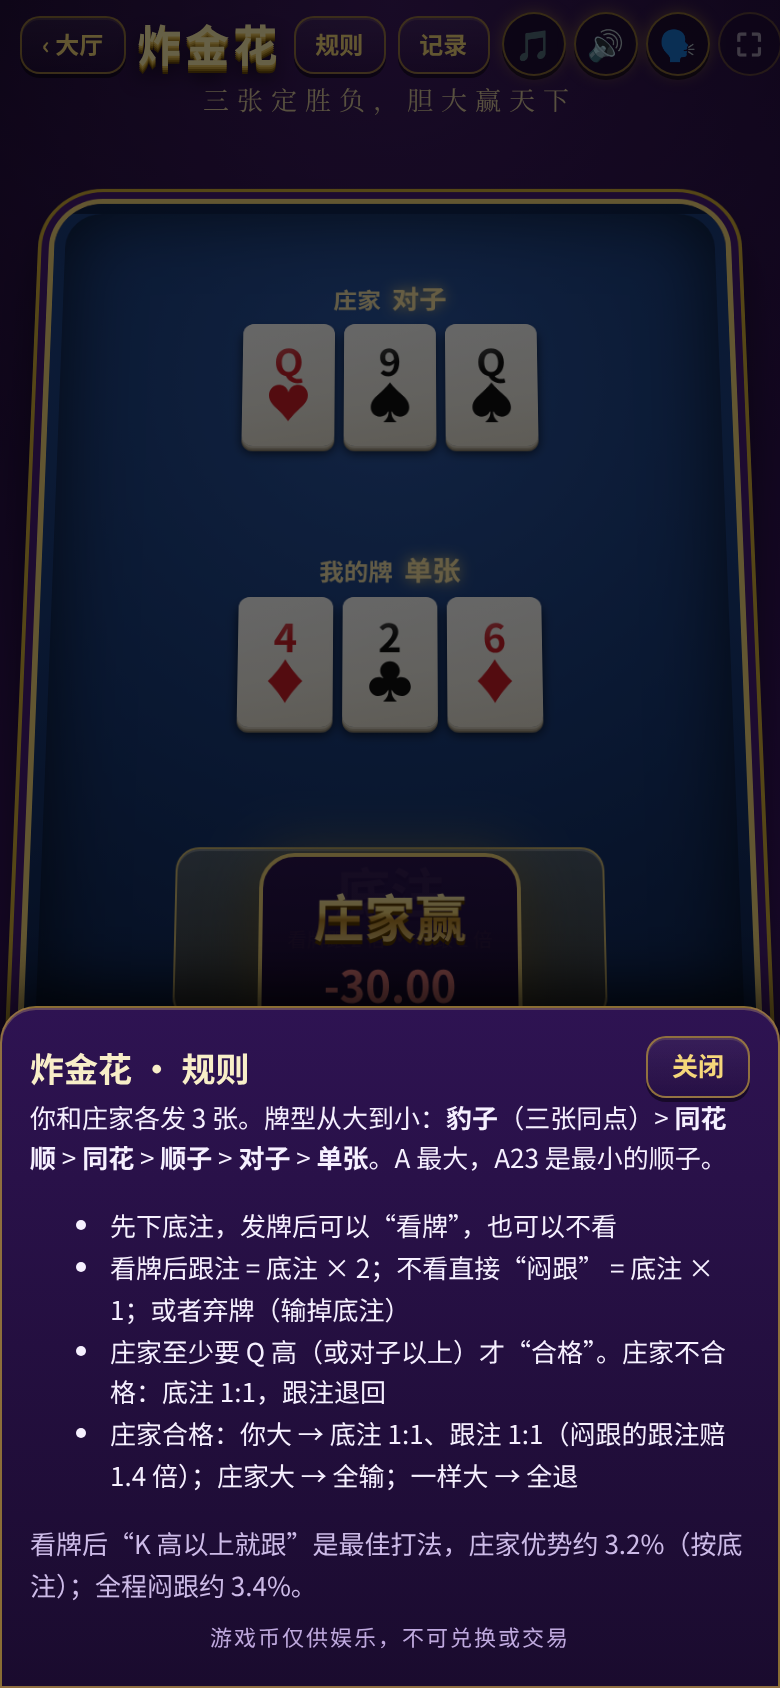 ‹ 大厅
炸金花
规则
记录
三张定胜负，胆大赢天下
庄家 对子
Q
9
Q
我的牌 单张
4
2
6
底注
庄家赢
-30.00
炸金花 · 规则
关闭
你和庄家各发 3 张。牌型从大到小：豹子（三张同点）> 同花
顺 > 同花 > 顺子 > 对子 > 单张。A 最大，A23 是最小的顺子。
• 先下底注，发牌后可以“看牌”，也可以不看
• 看牌后跟注 = 底注 × 2；不看直接“闷跟” = 底注 ×
1；或者弃牌（输掉底注）
• 庄家至少要 Q 高（或对子以上）才“合格”。庄家不合
格：底注 1:1，跟注退回
• 庄家合格：你大 → 底注 1:1、跟注 1:1（闷跟的跟注赔
1.4 倍）；庄家大 → 全输；一样大 → 全退
看牌后“K 高以上就跟”是最佳打法，庄家优势约 3.2%（按底
注）；全程闷跟约 3.4%。
游戏币仅供娱乐，不可兑换或交易